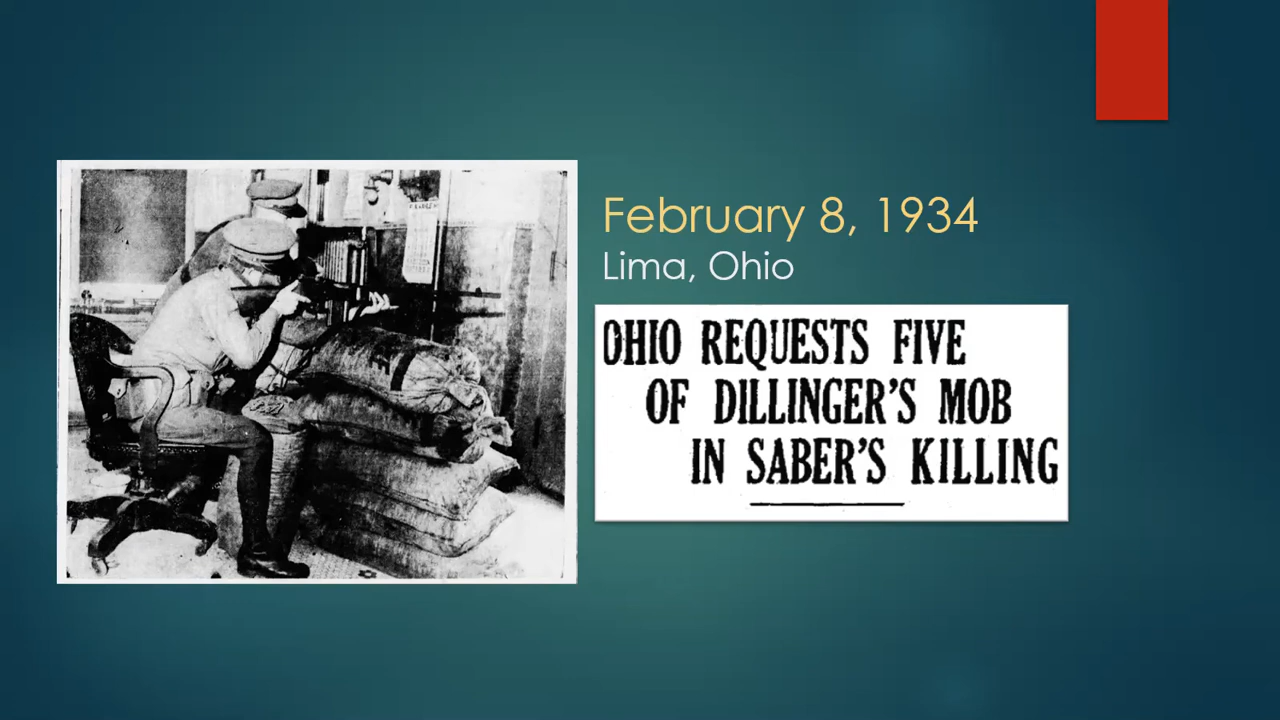 February 8, 1934
Lima, Ohio
OHIO REQUESTS FIVE
OF DILLINGER'S MOB
IN SABER'S KILLING